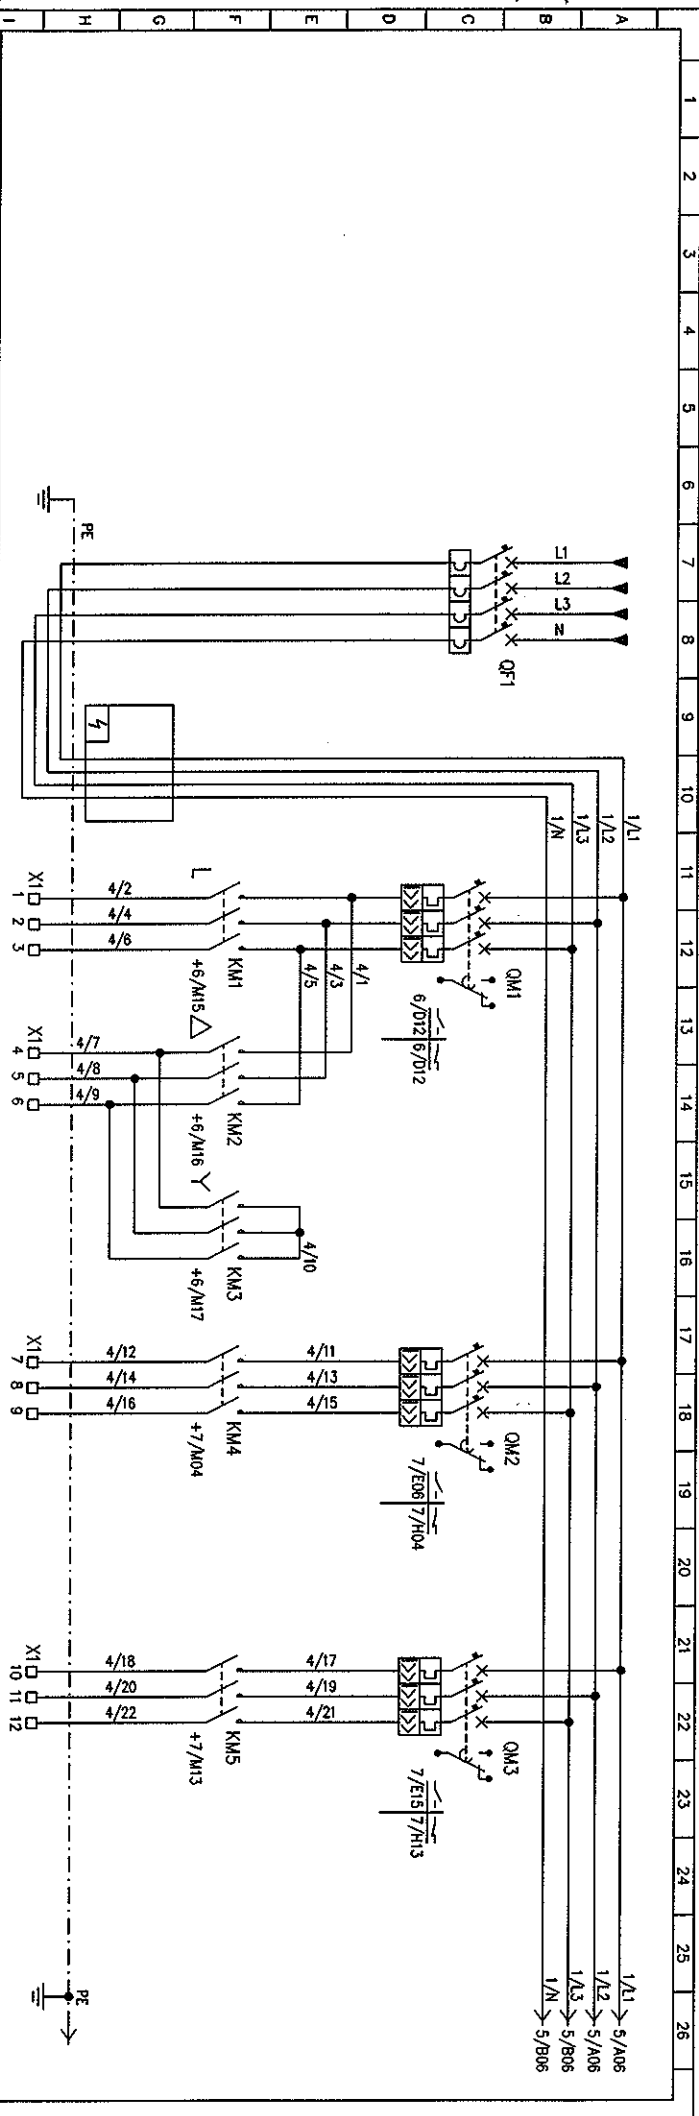 1 2 3 4 5 6 7 8 9 10 11 12 13 14 15 16 17 18 19 20 21 22 23 24 25 26
A
B
C
D
E
F
G
H
I
L1
L2
L3
N
QF1
PE
1/L1
1/L2
1/L3
1/N
QM1
6/D12 6/D12
4/1
4/3
4/5
KM1
+6/M15
4/2
4/4
4/6
X1
1
2
3
KM2
+6/M16
4/7
4/8
4/9
X1
4
5
6
4/10
KM3
+6/M17
QM2
7/E06 7/H04
4/11
4/13
4/15
KM4
+7/M04
4/12
4/14
4/16
X1
7
8
9
QM3
7/E15 7/H13
4/17
4/19
4/21
KM5
+7/M13
4/18
4/20
4/22
X1
10
11
12
1/L1 5/A06
1/L2 5/A06
1/L3 5/B06
1/N 5/B06
PE